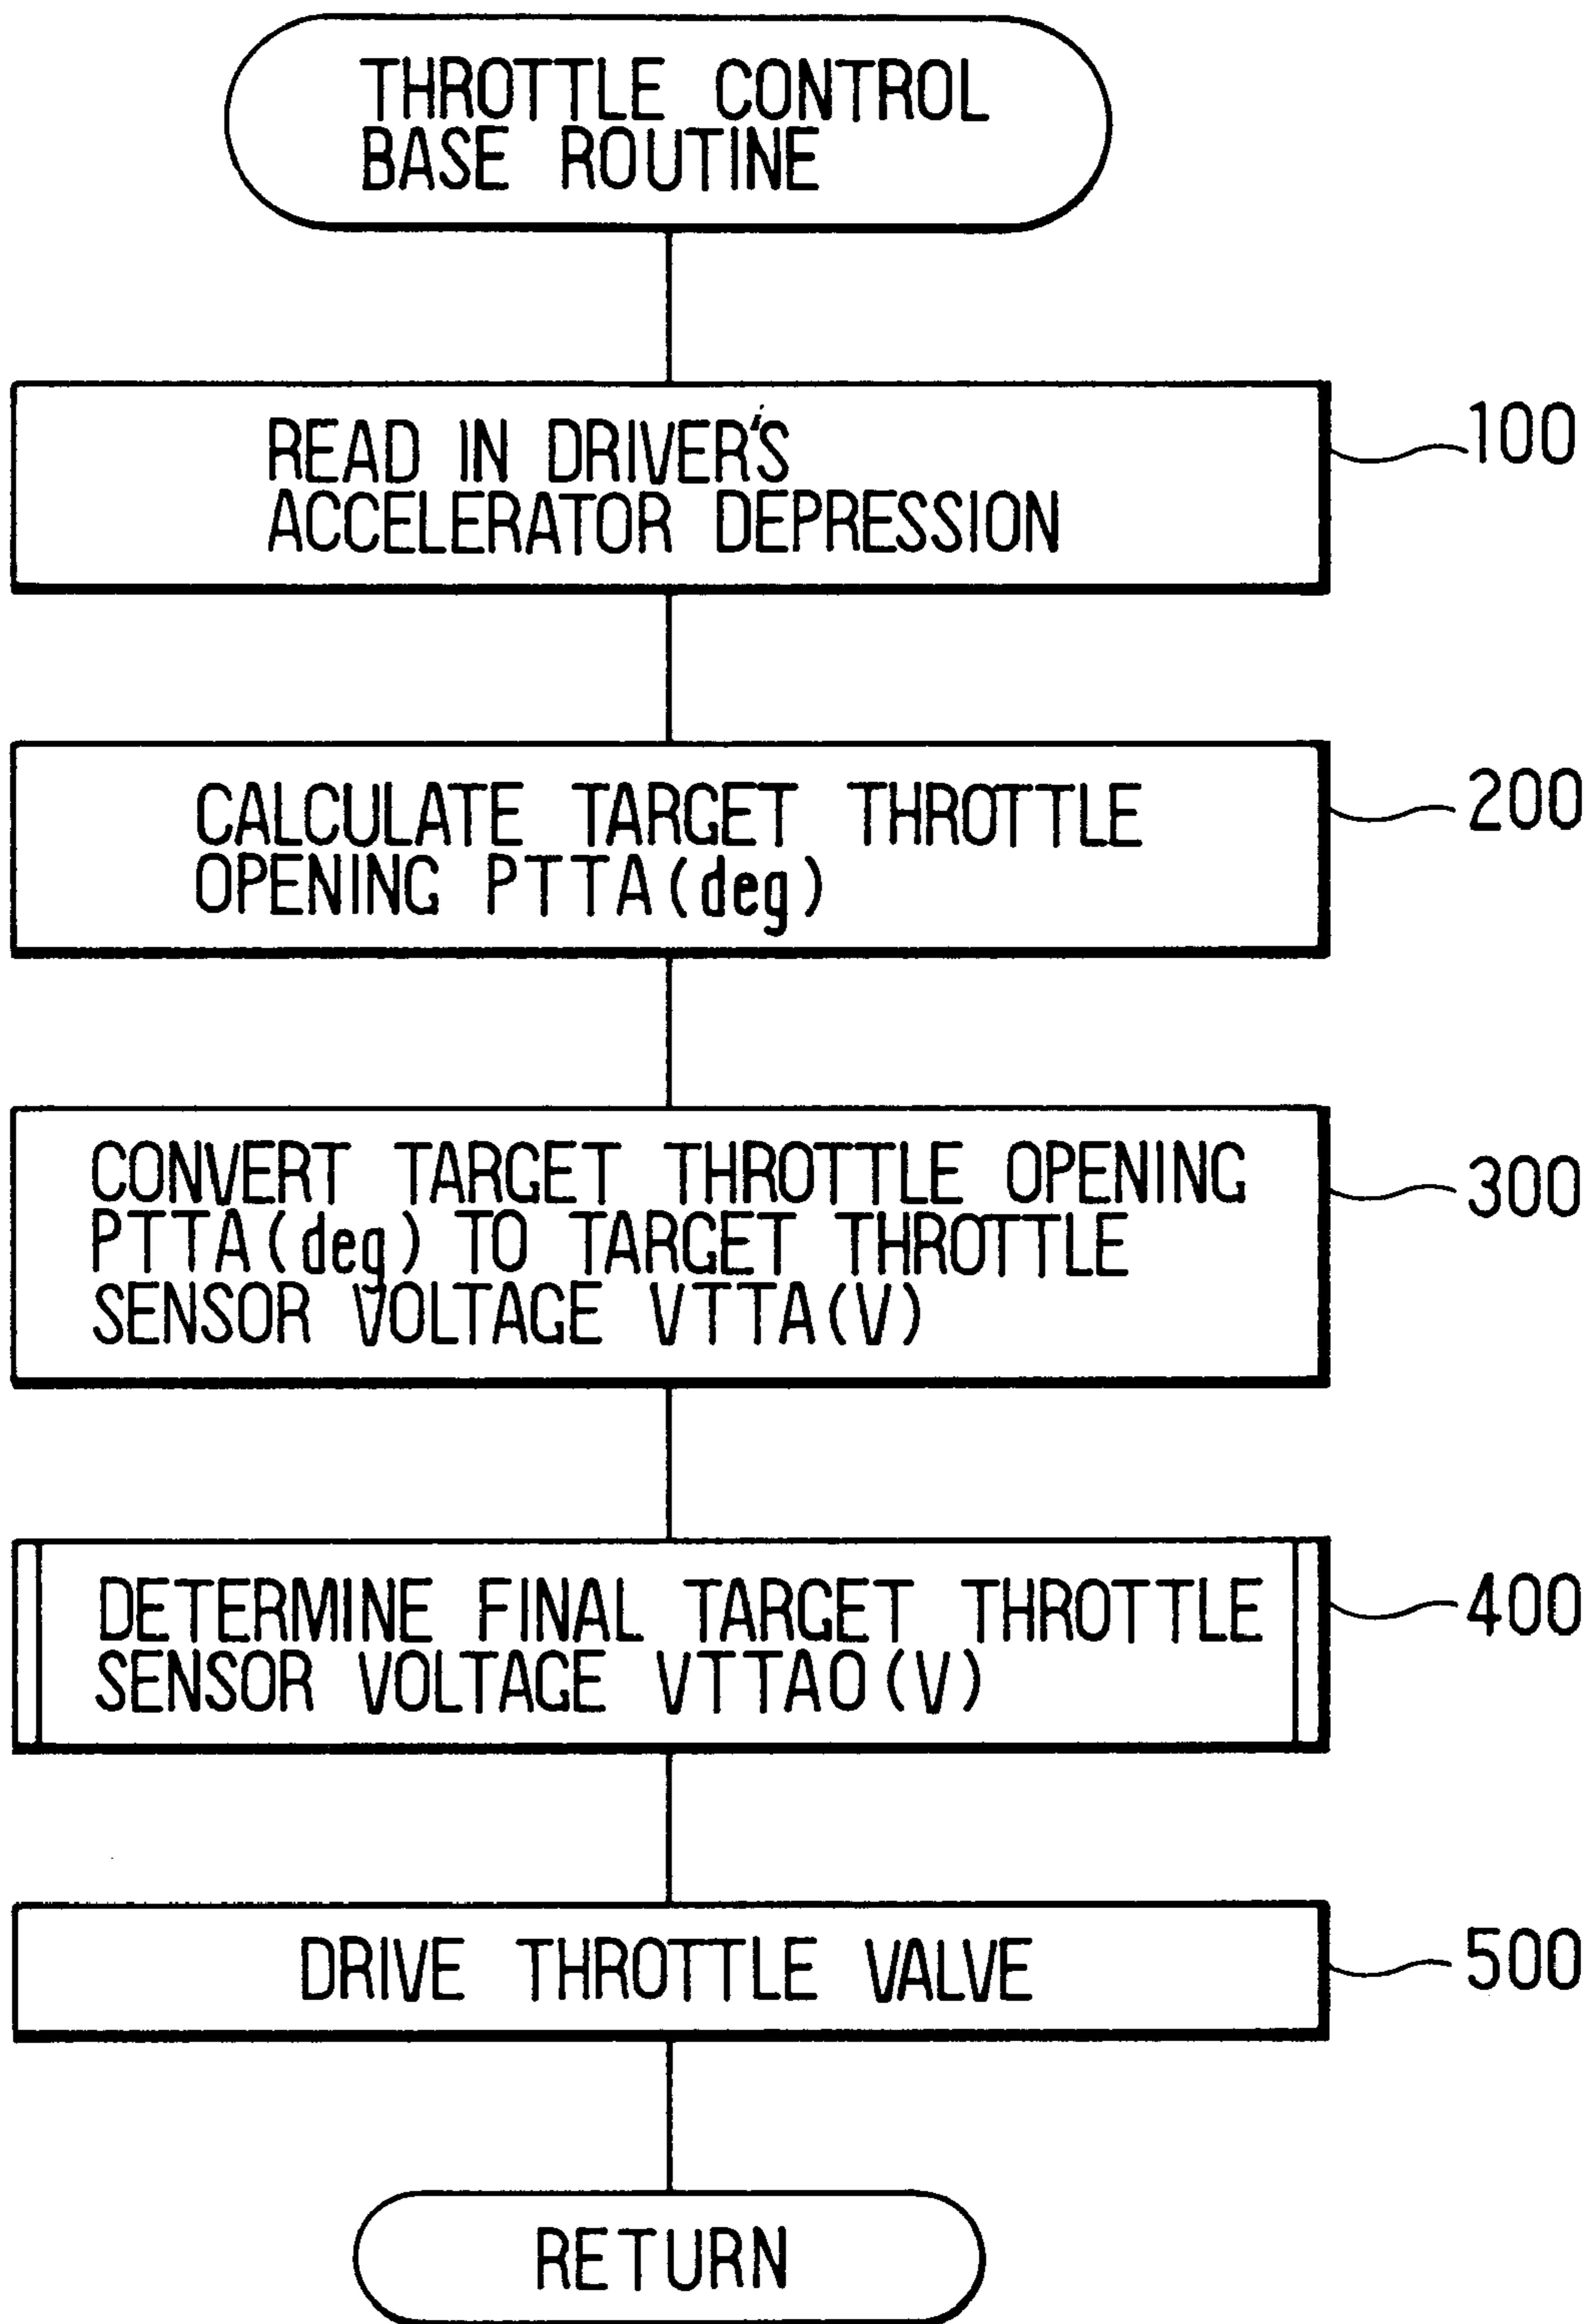 THROTTLE CONTROL
BASE ROUTINE
READ IN DRIVER'S
ACCELERATOR DEPRESSION
100
CALCULATE TARGET THROTTLE
OPENING PTTA(deg)
200
CONVERT TARGET THROTTLE OPENING
PTTA(deg) TO TARGET THROTTLE
SENSOR VOLTAGE VTTA(V)
300
DETERMINE FINAL TARGET THROTTLE
SENSOR VOLTAGE VTTAO(V)
400
DRIVE THROTTLE VALVE
500
RETURN